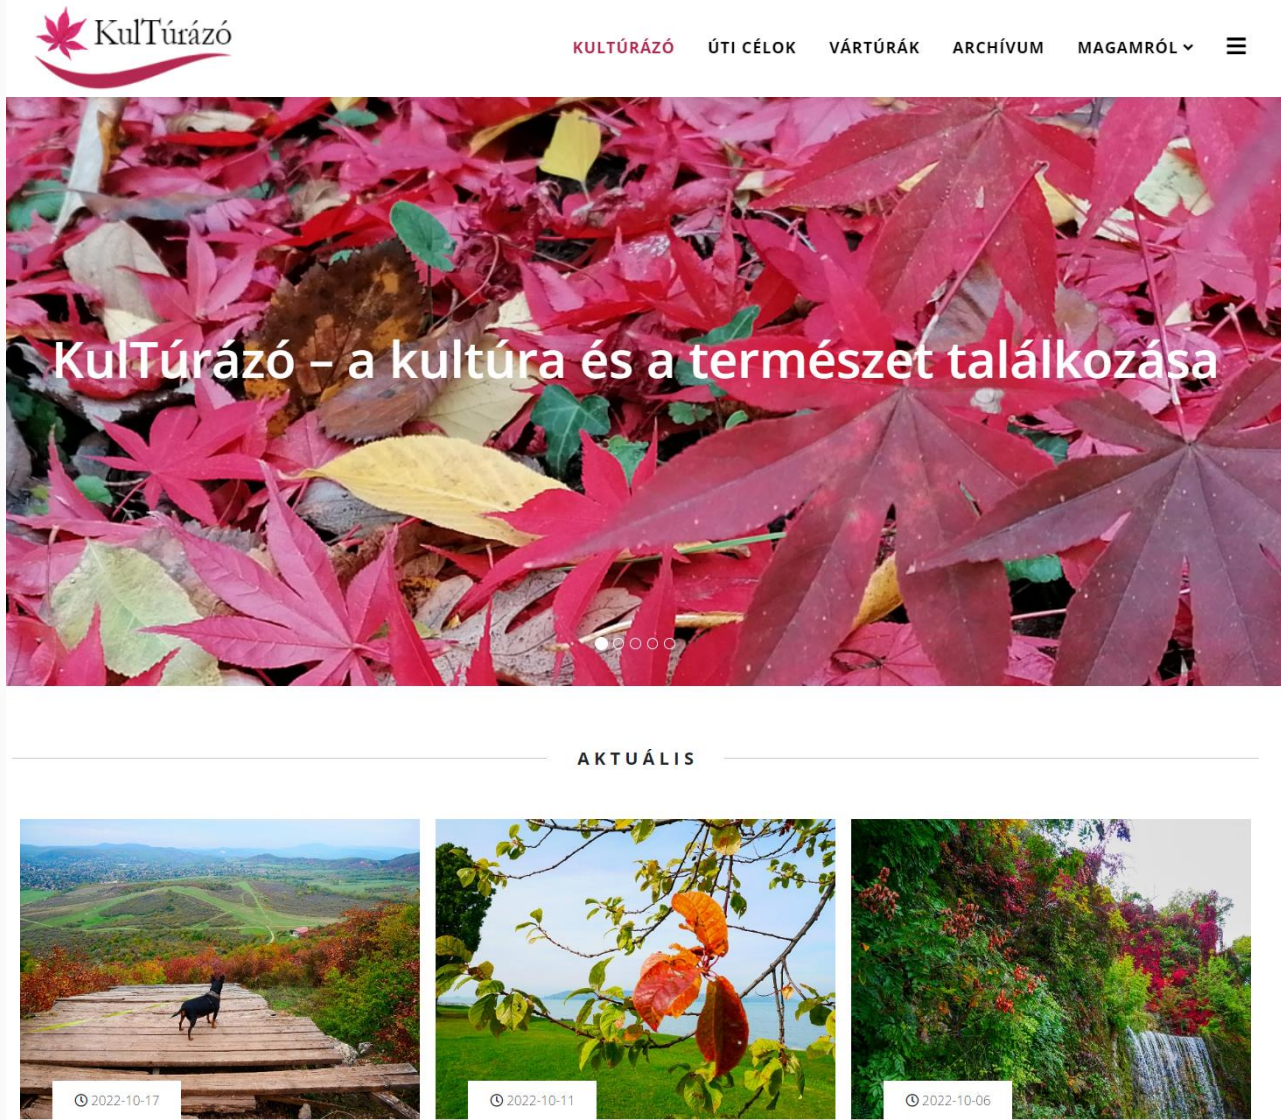 KulTúrázó
KULTÚRÁZÓ ÚTI CÉLOK VÁRTÚRÁK ARCHÍVUM MAGAMRÓL
KulTúrázó – a kultúra és a természet találkozása
AKTUÁLIS
2022-10-17
2022-10-11
2022-10-06